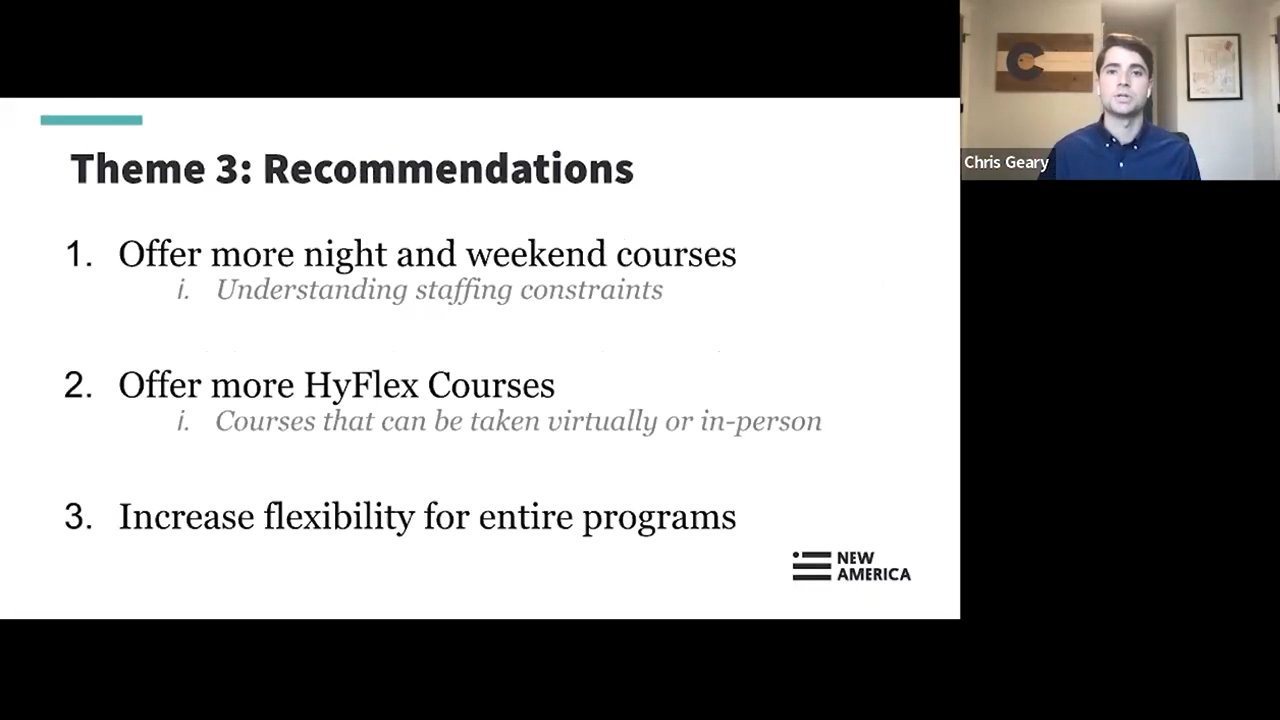 Theme 3: Recommendations
1. Offer more night and weekend courses
i. Understanding staffing constraints
2. Offer more HyFlex Courses
i. Courses that can be taken virtually or in-person
3. Increase flexibility for entire programs
NEW
AMERICA
Chris Geary